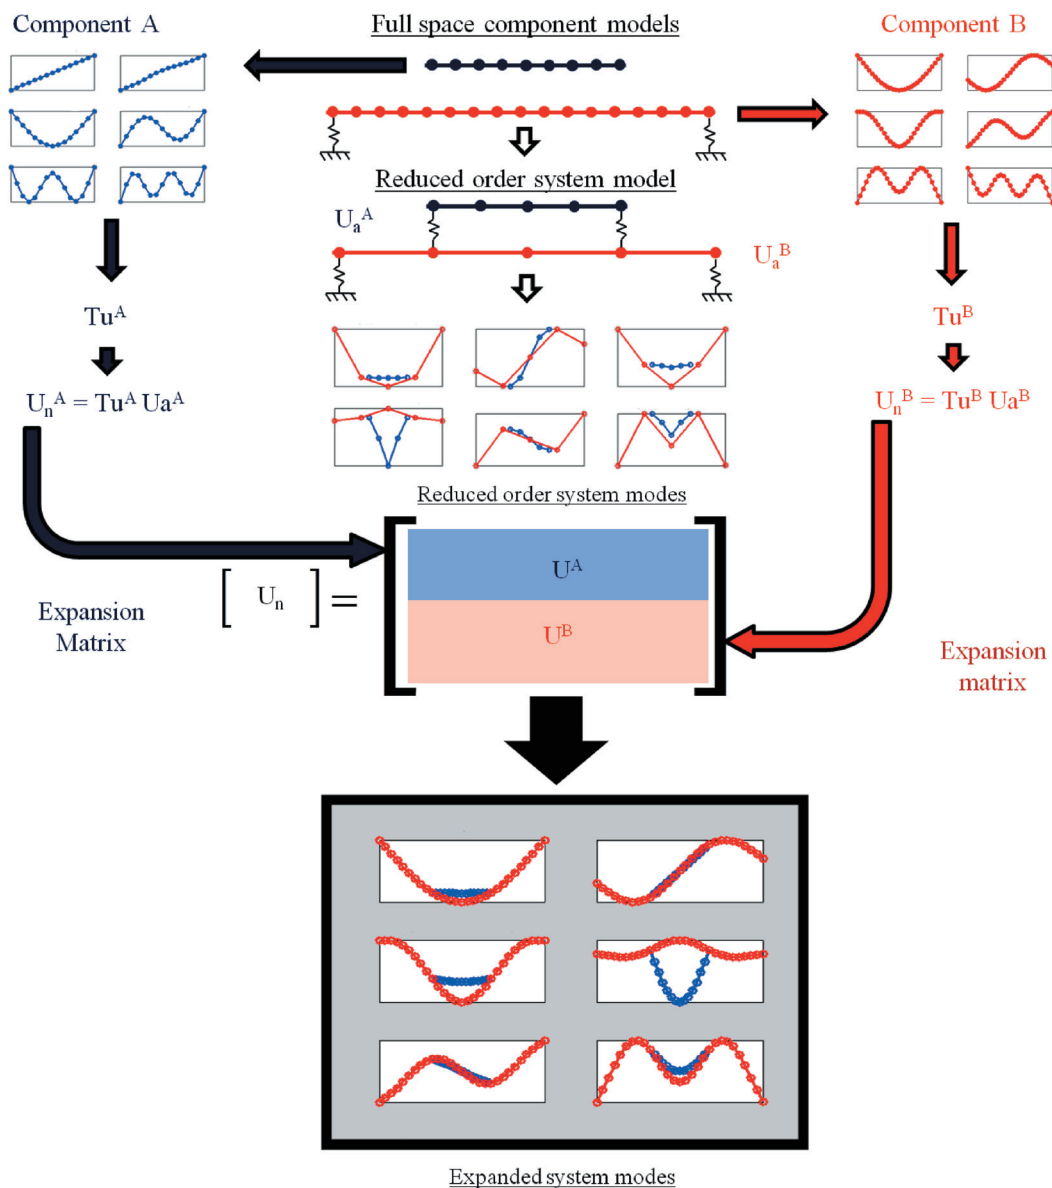 Component A
Full space component models
Component B
Reduced order system model
U_a^A
U_a^B
Tu^A
Tu^B
U_n^A = Tu^A Ua^A
U_n^B = Tu^B Ua^B
Reduced order system modes
U^A
[ U_n ] =
U^B
Expansion
Matrix
Expansion
matrix
Expanded system modes